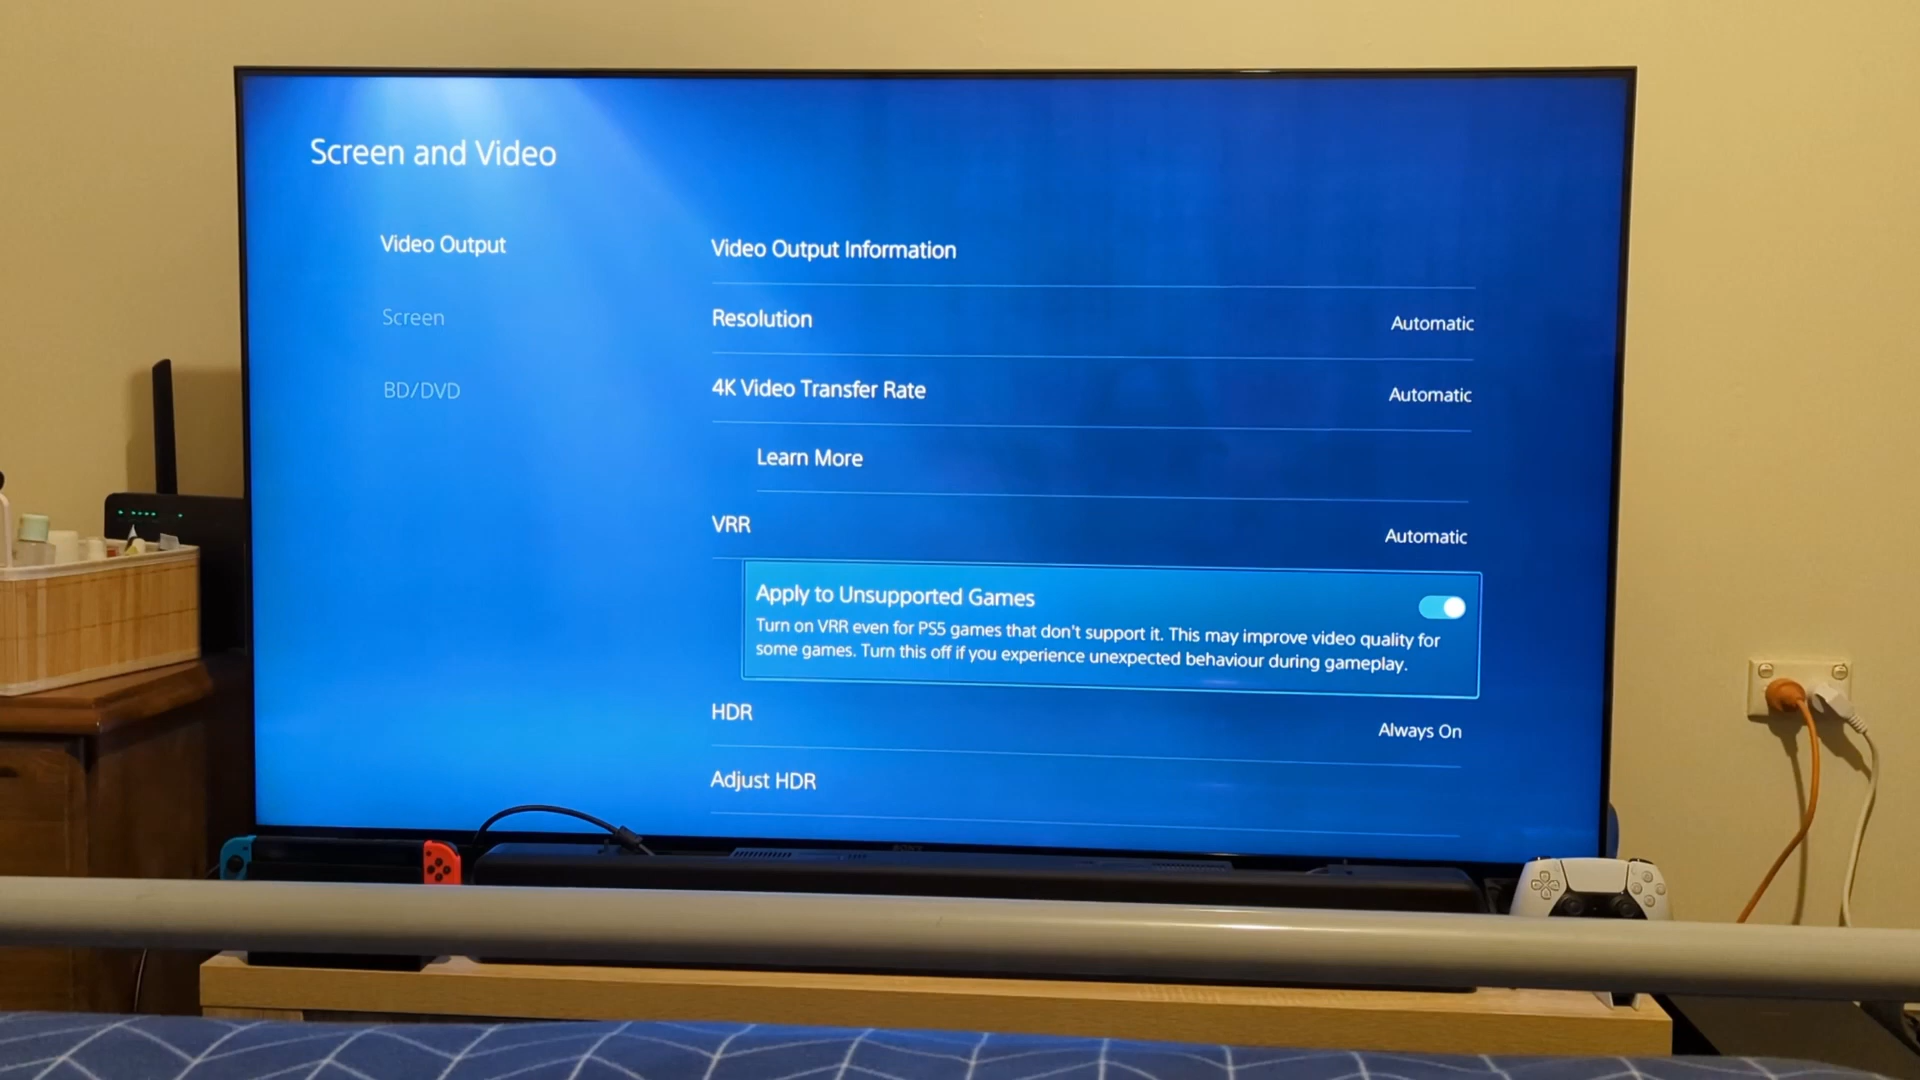 Screen and Video
Video Output
Screen
BD/DVD
Video Output Information
Resolution Automatic
4K Video Transfer Rate Automatic
Learn More
VRR Automatic
Apply to Unsupported Games
Turn on VRR even for PS5 games that don't support it. This may improve video quality for
some games. Turn this off if you experience unexpected behaviour during gameplay.
HDR Always On
Adjust HDR
SONY